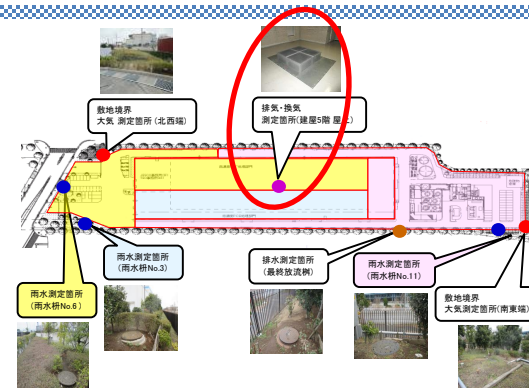 敷地境界
大気 測定箇所 (北西端)
排気・換気
測定箇所(建屋5階 屋上)
雨水測定箇所
(雨水枡No.3)
排水測定箇所
(最終放流桝)
雨水測定箇所
(雨水枡No.11)
雨水測定箇所
(雨水枡No.6)
敷地境界
大気測定箇所(南東端)